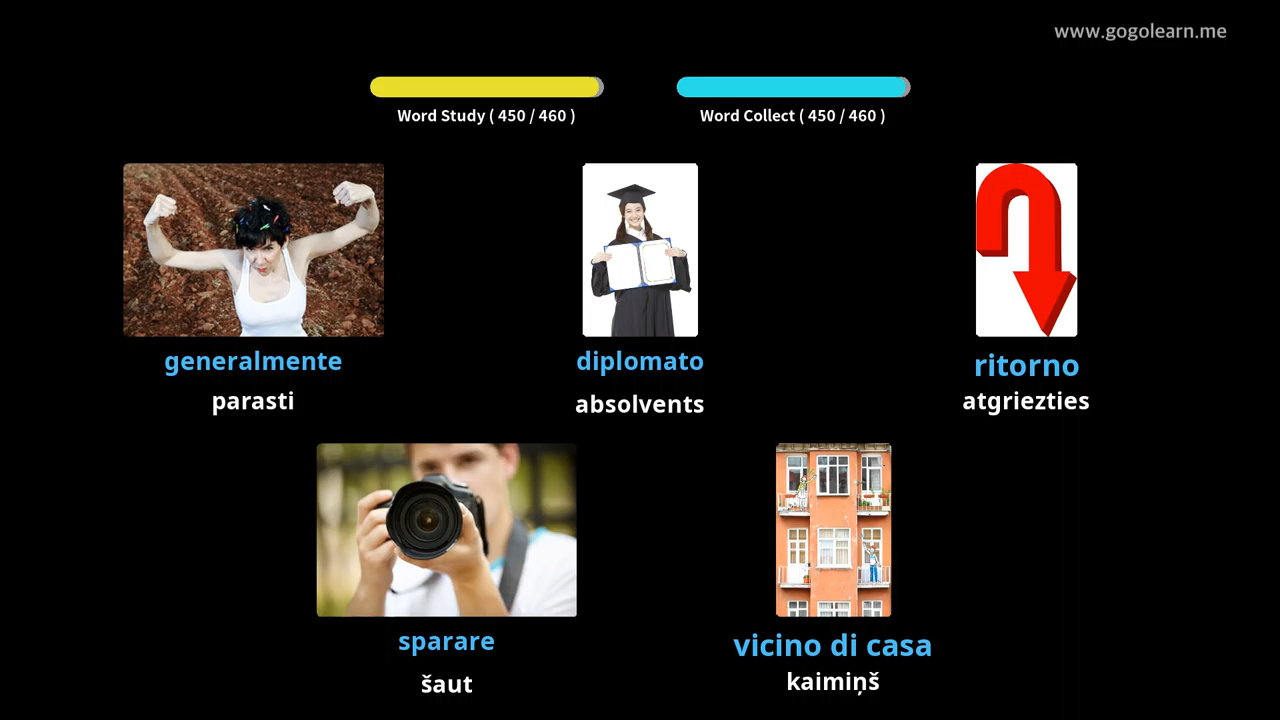 www.gogolearn.me
Word Study ( 450 / 460 )
Word Collect ( 450 / 460 )
generalmente
parasti
diplomato
absolvents
ritorno
atgriezties
sparare
šaut
vicino di casa
kaimiņš